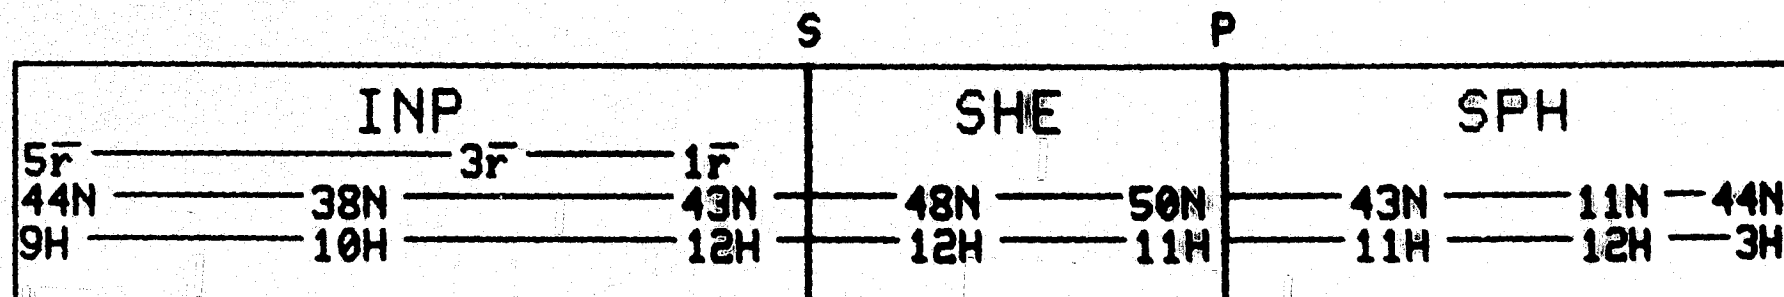 S P
INP SHE SPH
5r̅ 3r̅ 1r̅
44N 38N 43N 48N 50N 43N 11N 44N
9H 10H 12H 12H 11H 11H 12H 3H